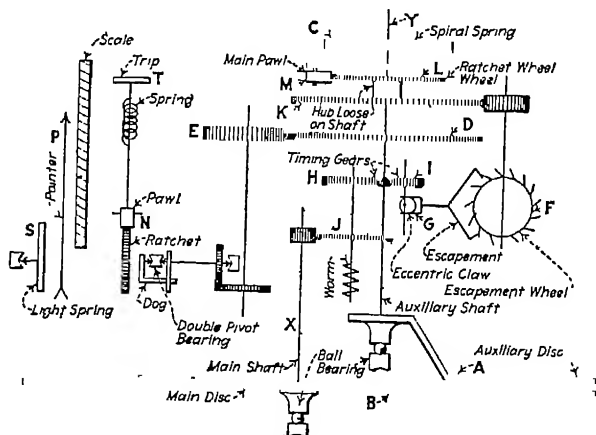 Scale
Trip
T
Spring
P
Pointer
Pawl
N
S
Ratchet
Light Spring
Dog
Double Pivot
Bearing
C
Y
Spiral Spring
Main Pawl
L
Ratchet Wheel
Wheel
M
K
Hub Loose
on Shaft
E
D
Timing Gears
H
I
F
G
J
Escapement
Eccentric Claw
Escapement Wheel
Worm
Auxiliary Shaft
X
Ball
Bearing
Main Shaft
Auxiliary Disc
A
Main Disc
B